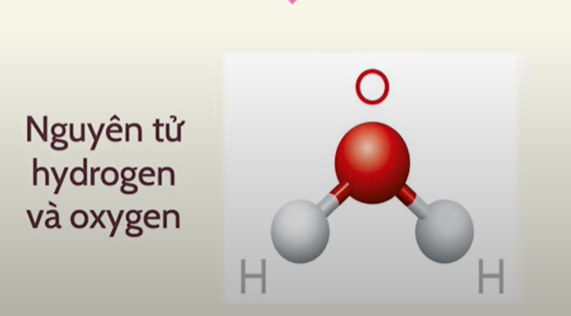 Nguyên tử
hydrogen
và oxygen
O
H
H